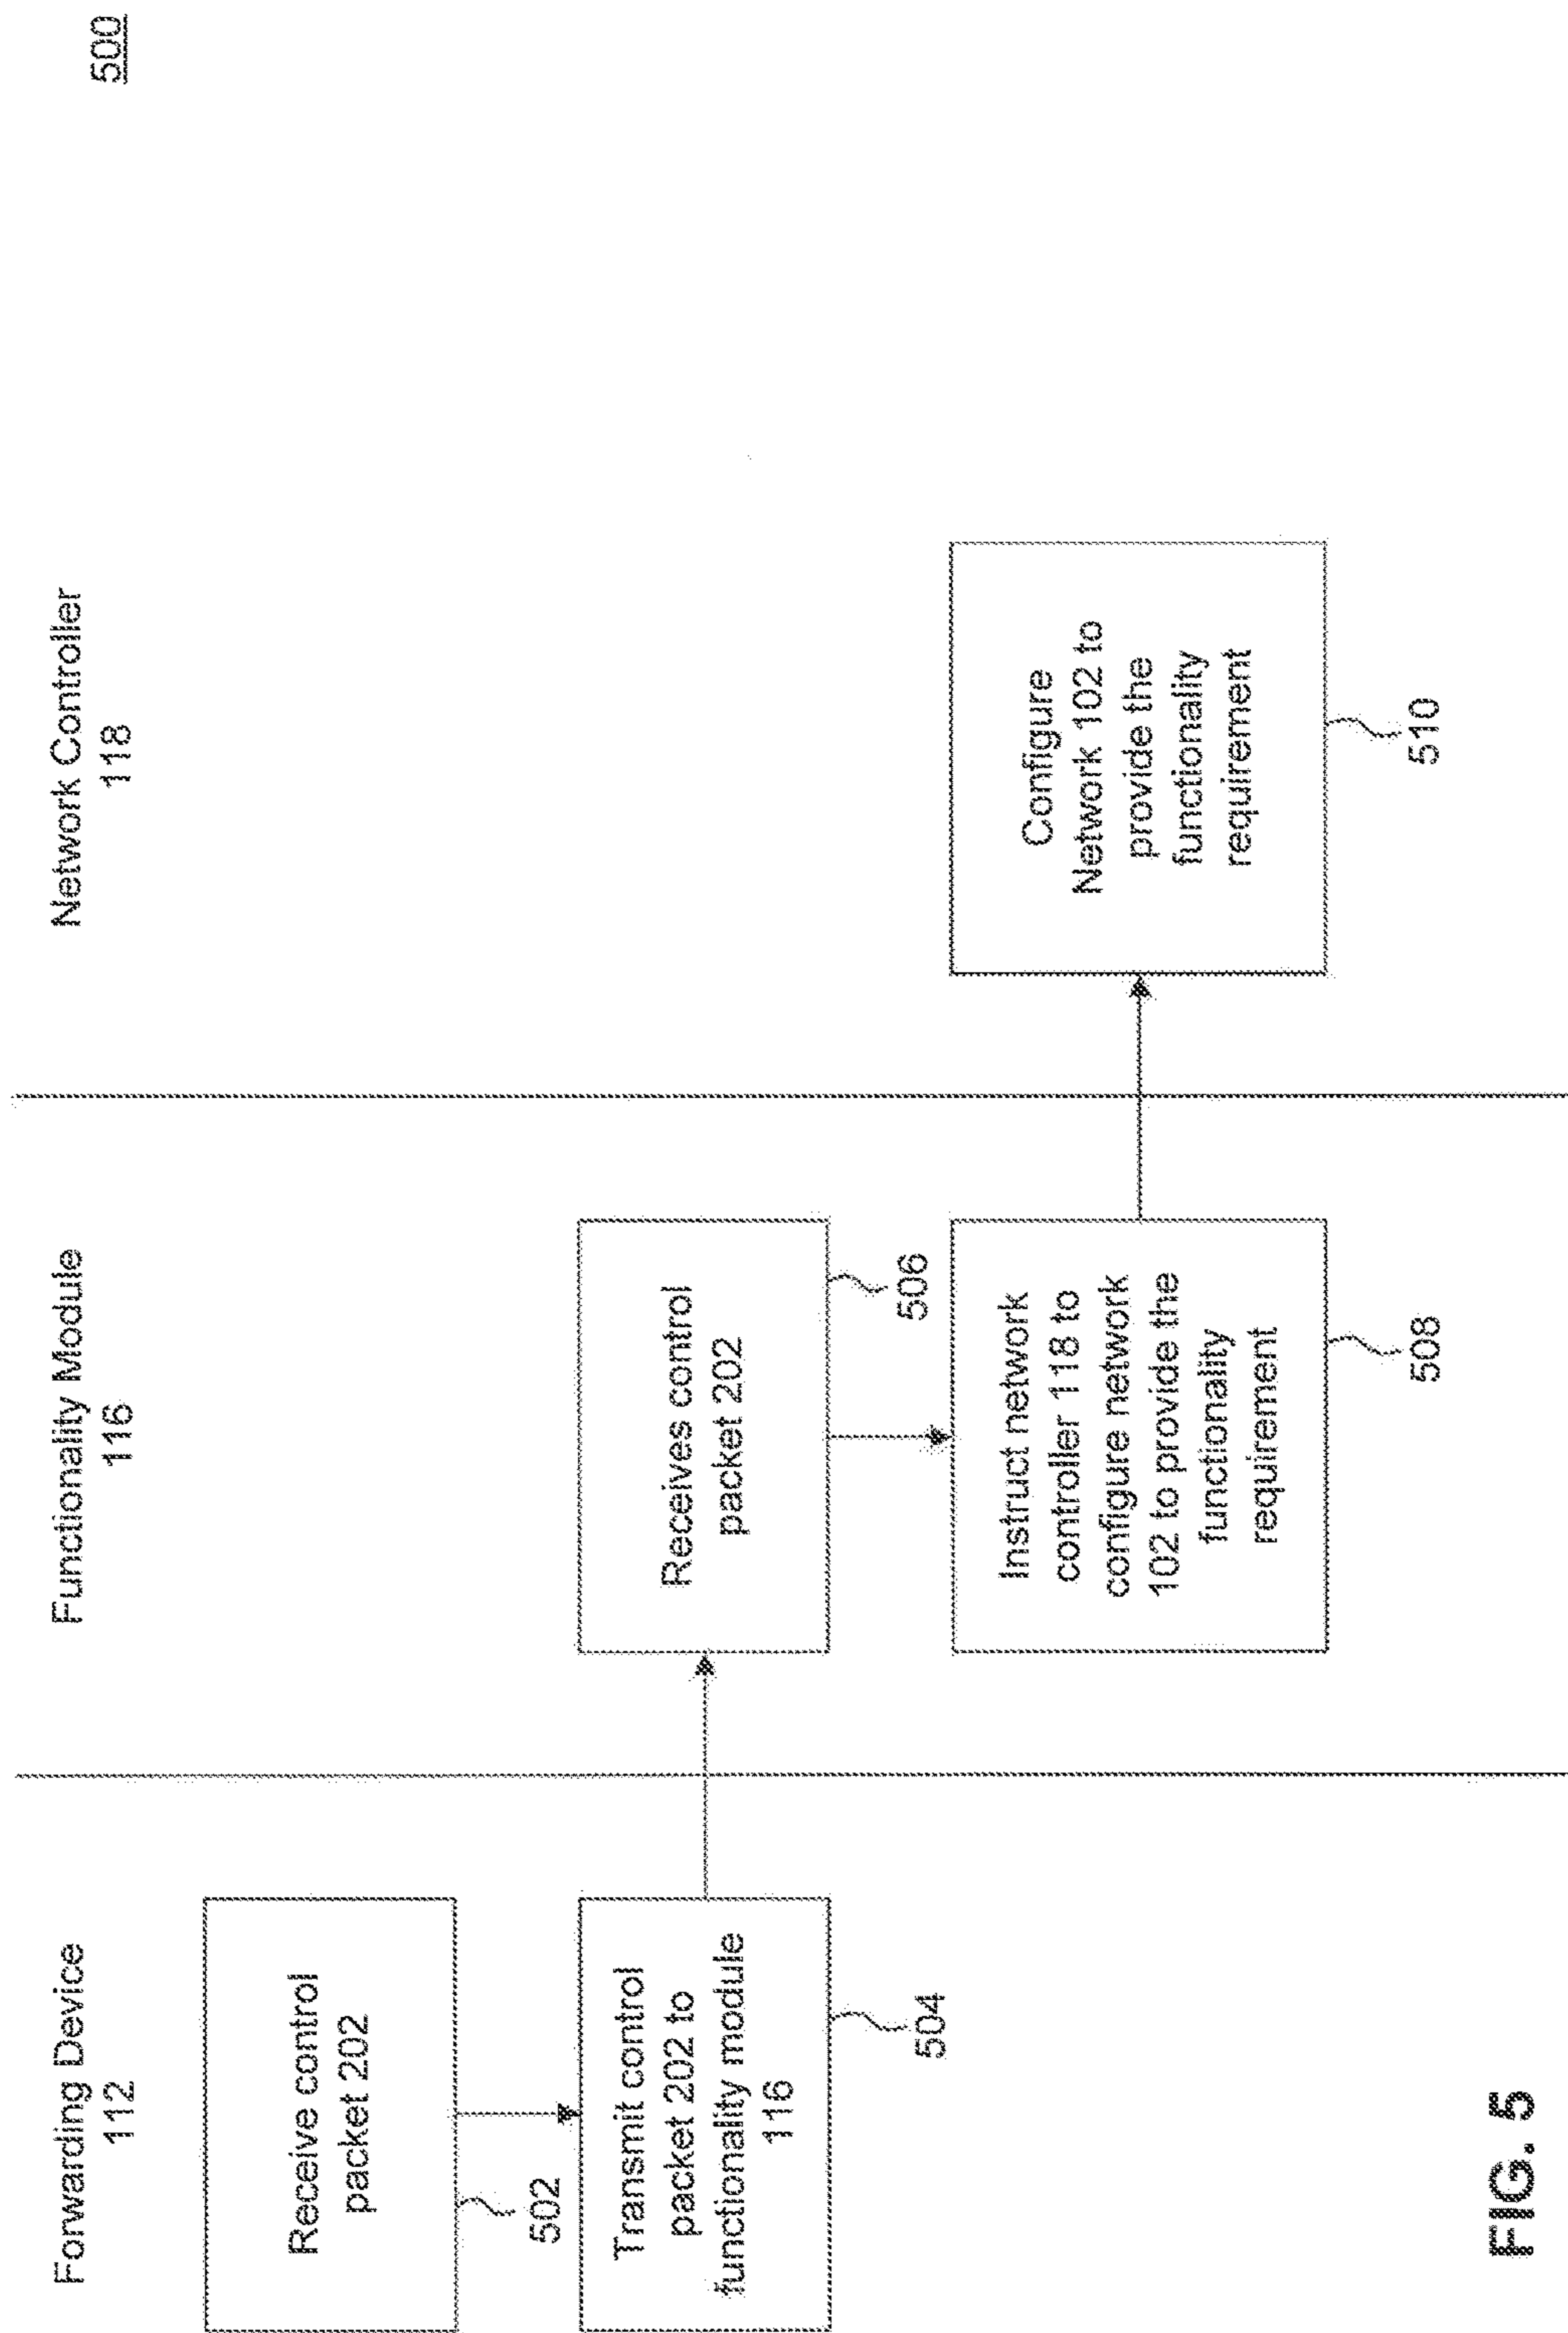 500
Forwarding Device
112
Functionality Module
116
Network Controller
118
Receive control
packet 202
502
Transmit control
packet 202 to
functionality module
116
504
Receives control
packet 202
506
Instruct network
controller 118 to
configure network
102 to provide the
functionality
requirement
508
Configure
Network 102 to
provide the
functionality
requirement
510
FIG. 5